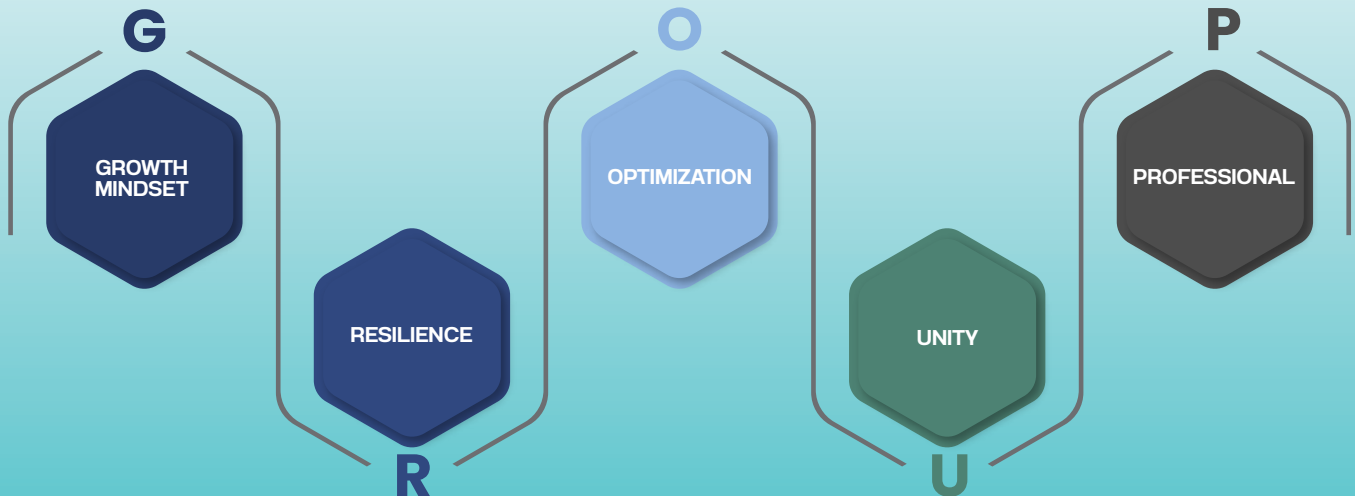 G
GROWTH
MINDSET
R
RESILIENCE
O
OPTIMIZATION
U
UNITY
P
PROFESSIONAL